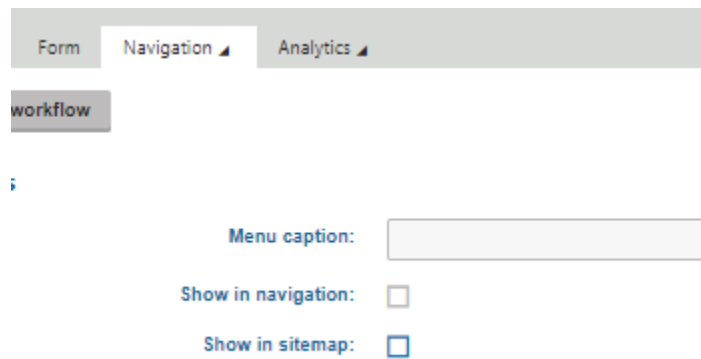 Form Navigation Analytics
workflow
s
Menu caption:
Show in navigation:
Show in sitemap: